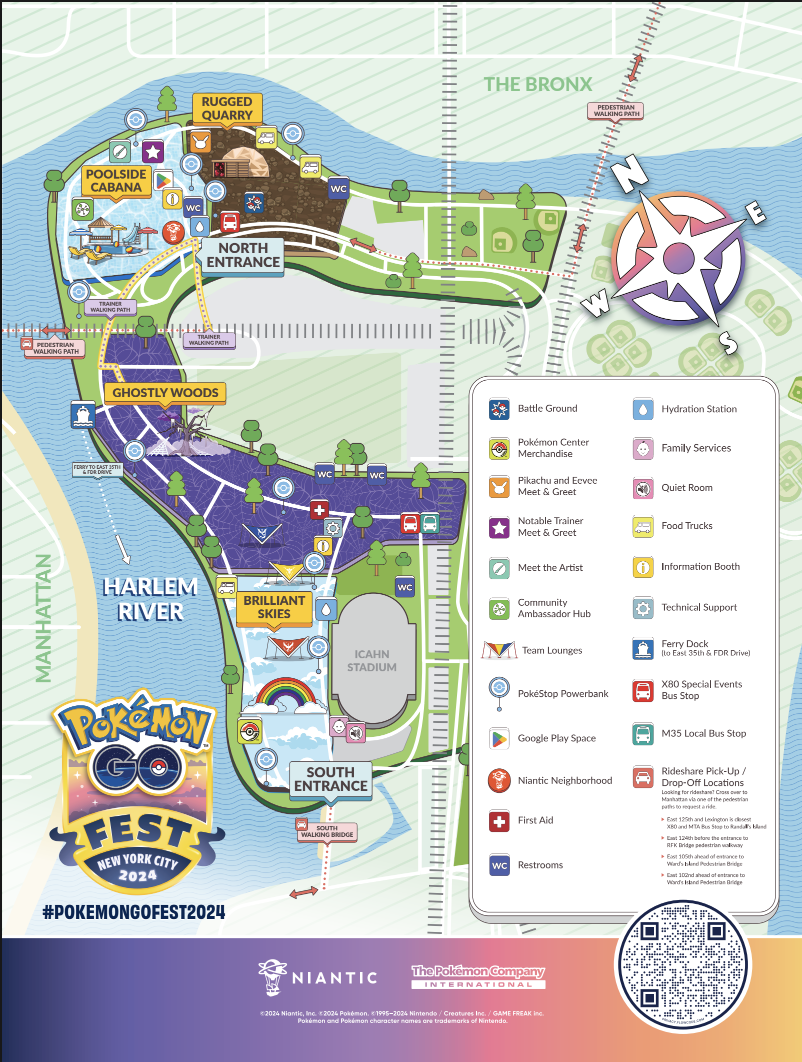 THE BRONX
PEDESTRIAN
WALKING PATH
RUGGED
QUARRY
POOLSIDE
CABANA
WC
WC
NORTH
ENTRANCE
N
E
W
S
TRAINER
WALKING PATH
TRAINER
WALKING PATH
PEDESTRIAN
WALKING PATH
GHOSTLY WOODS
FERRY TO EAST 35TH
& FDR DRIVE
WC
WC
WC
HARLEM
RIVER
MANHATTAN
BRILLIANT
SKIES
ICAHN
STADIUM
SOUTH
ENTRANCE
SOUTH
WALKING BRIDGE
Battle Ground
Pokémon Center
Merchandise
Pikachu and Eevee
Meet & Greet
Notable Trainer
Meet & Greet
Meet the Artist
Community
Ambassador Hub
Team Lounges
PokéStop Powerbank
Google Play Space
Niantic Neighborhood
First Aid
WC
Restrooms
Hydration Station
Family Services
Quiet Room
Food Trucks
Information Booth
Technical Support
Ferry Dock
(to East 35th & FDR Drive)
X80 Special Events
Bus Stop
M35 Local Bus Stop
Rideshare Pick-Up /
Drop-Off Locations
Looking for rideshare? Cross over to
Manhattan via one of the pedestrian
paths to request a ride.
East 125th and Lexington is closest
X80 and MTA Bus Stop to Randall's Island
East 124th before the entrance to
RFK Bridge pedestrian walkway
East 105th ahead of entrance to
Ward's Island Pedestrian Bridge
East 102nd ahead of entrance to
Ward's Island Pedestrian Bridge
POKÉMON
TM
GO
FEST
NEW YORK CITY
2024
#POKEMONGOFEST2024
NIANTIC
The Pokémon Company
INTERNATIONAL
©2024 Niantic, Inc. ©2024 Pokémon. ©1995–2024 Nintendo / Creatures Inc. / GAME FREAK inc.
Pokémon and Pokémon character names are trademarks of Nintendo.